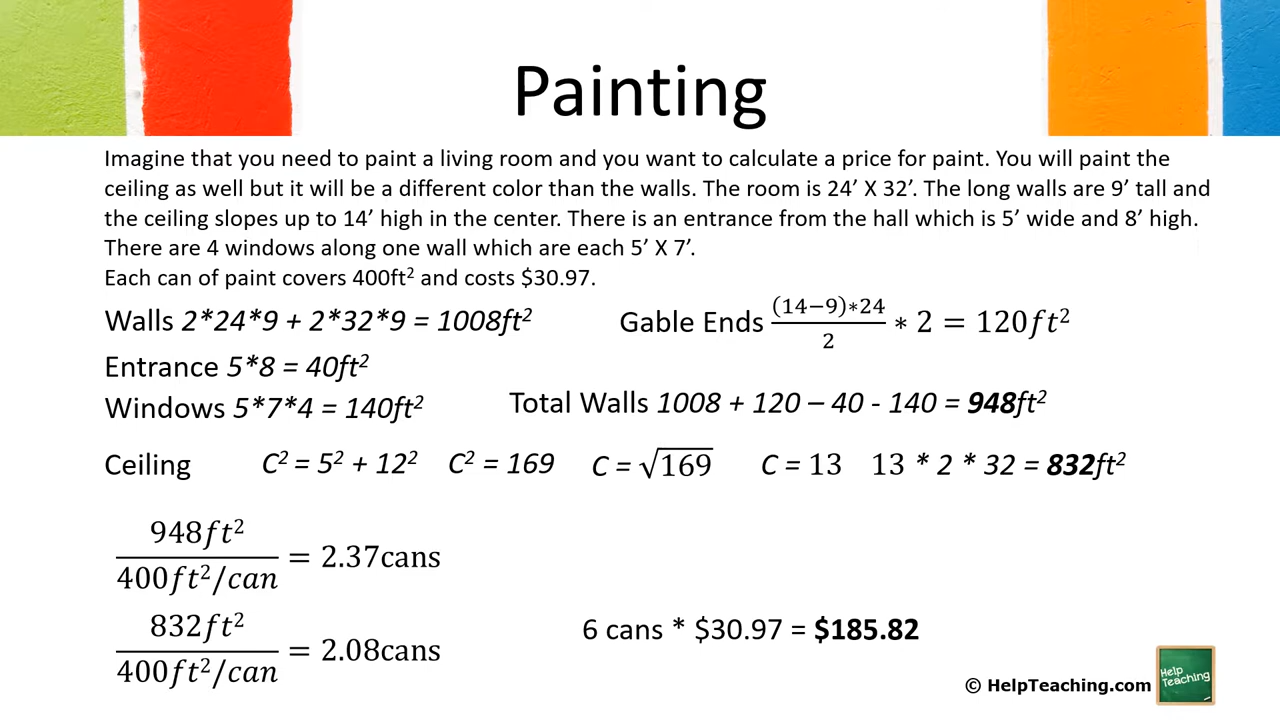 Painting
Imagine that you need to paint a living room and you want to calculate a price for paint. You will paint the
ceiling as well but it will be a different color than the walls. The room is 24’ X 32’. The long walls are 9’ tall and
the ceiling slopes up to 14’ high in the center. There is an entrance from the hall which is 5’ wide and 8’ high.
There are 4 windows along one wall which are each 5’ X 7’.
Each can of paint covers 400ft² and costs $30.97.
Walls 2*24*9 + 2*32*9 = 1008ft²
Gable Ends (14−9)*24/2 * 2 = 120ft²
Entrance 5*8 = 40ft²
Windows 5*7*4 = 140ft²
Total Walls 1008 + 120 – 40 - 140 = 948ft²
Ceiling C² = 5² + 12² C² = 169 C = √169 C = 13 13 * 2 * 32 = 832ft²
948ft²/400ft²/can = 2.37cans
832ft²/400ft²/can = 2.08cans
6 cans * $30.97 = $185.82
© HelpTeaching.com
Help
Teaching